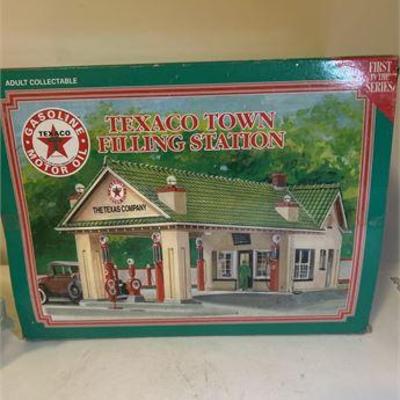 ADULT COLLECTABLE
FIRST
IN THE
SERIES
GASOLINE
TEXACO
MOTOR OIL
TEXACO TOWN
FILLING STATION
THE TEXAS COMPANY